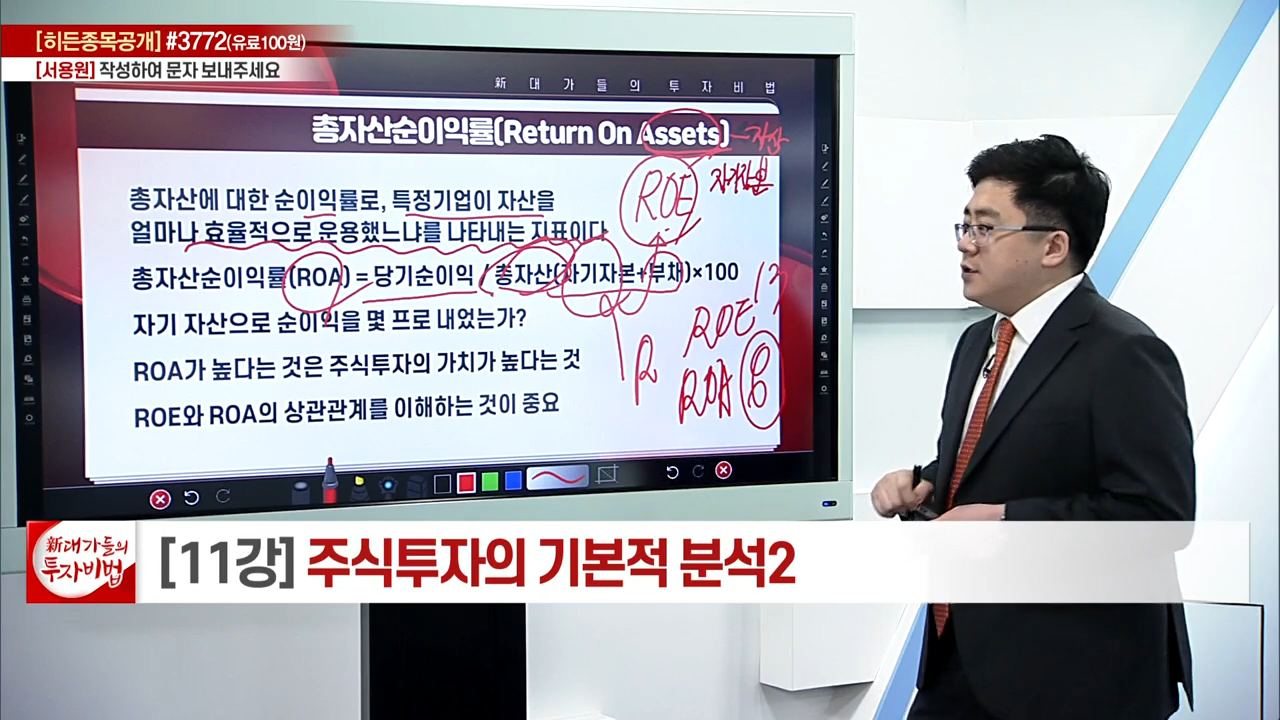 [히든종목공개] #3772(유료100원)
[서용원] 작성하여 문자 보내주세요
新 대 가 들 의 투 자 비 법
총자산순이익률(Return On Assets)
자산
ROE
자기자본
총자산에 대한 순이익률로, 특정기업이 자산을
얼마나 효율적으로 운용했느냐를 나타내는 지표이다
총자산순이익률(ROA) = 당기순이익 / 총자산(자기자본+부채)×100
자기 자산으로 순이익을 몇 프로 내었는가?
ROE
ROA가 높다는 것은 주식투자의 가치가 높다는 것
ROA
ROE와 ROA의 상관관계를 이해하는 것이 중요
新대가들의
투자비법
[11강] 주식투자의 기본적 분석2